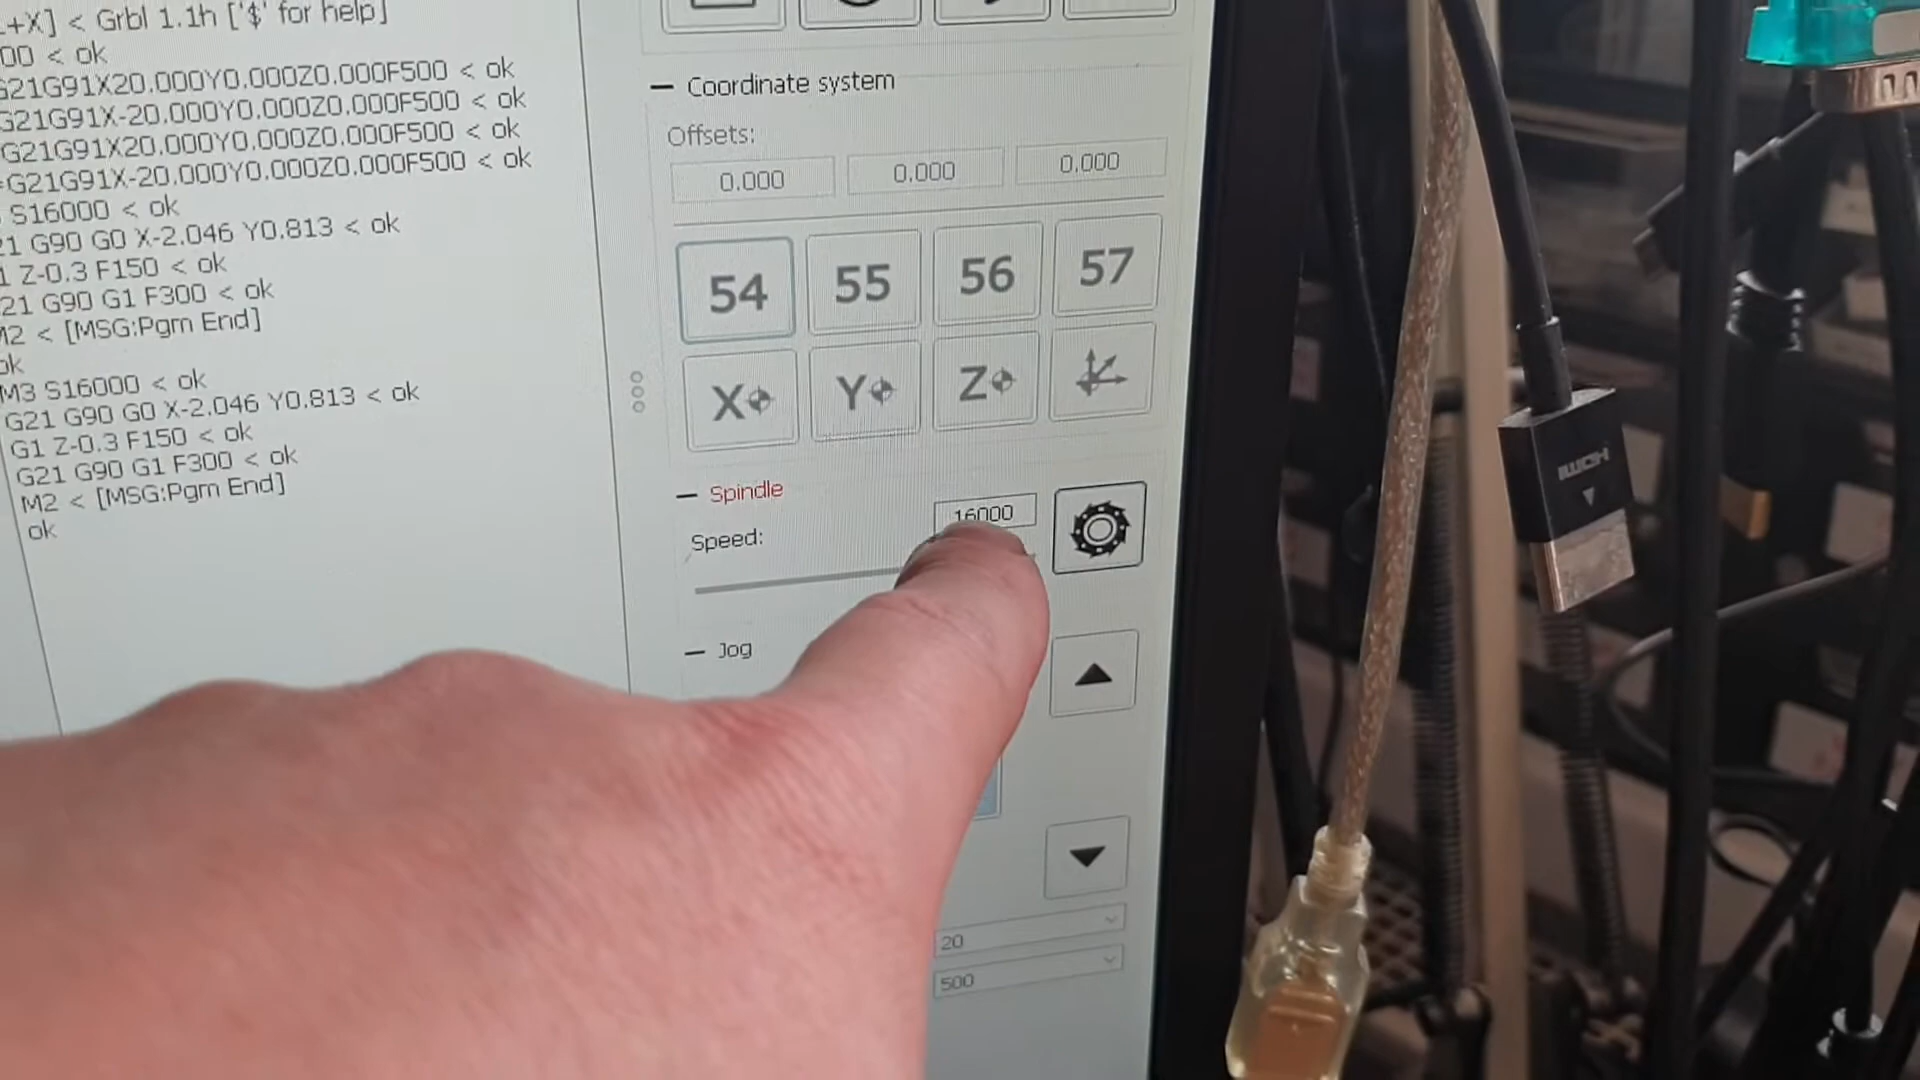 +X] < Grbl 1.1h ['$' for help]
00 < ok
G21G91X20.000Y0.000Z0.000F500 < ok
G21G91X-20.000Y0.000Z0.000F500 < ok
G21G91X20.000Y0.000Z0.000F500 < ok
=G21G91X-20.000Y0.000Z0.000F500 < ok
S16000 < ok
21 G90 G0 X-2.046 Y0.813 < ok
1 Z-0.3 F150 < ok
21 G90 G1 F300 < ok
M2 < [MSG:Pgm End]
ok
M3 S16000 < ok
G21 G90 G0 X-2.046 Y0.813 < ok
G1 Z-0.3 F150 < ok
G21 G90 G1 F300 < ok
M2 < [MSG:Pgm End]
ok
Coordinate system
Offsets:
0.000 0.000 0.000
54 55 56 57
X Y Z
Spindle
Speed: 16000
Jog
20
500
HDMI